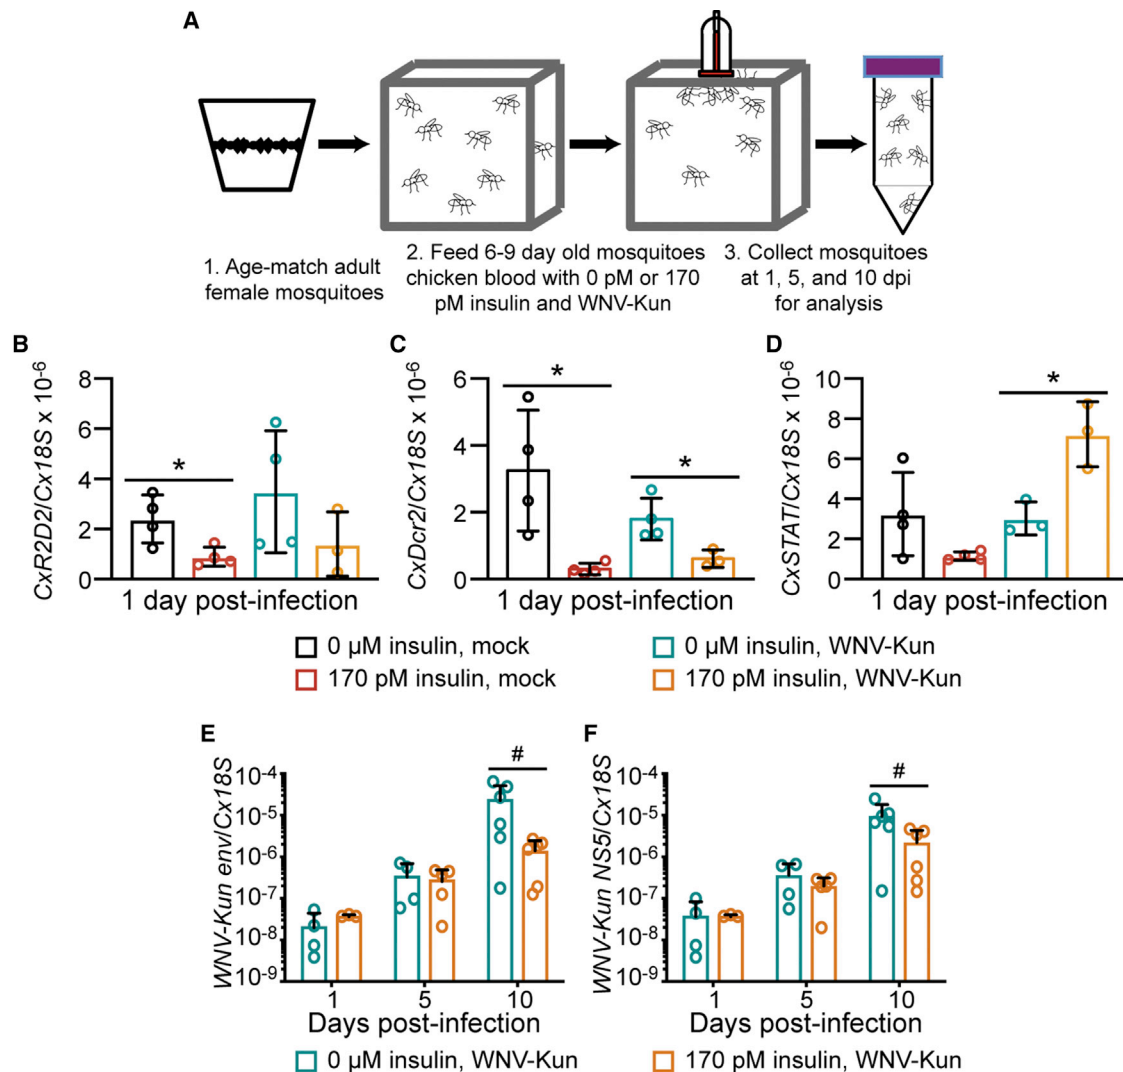 A
1. Age-match adult
female mosquitoes
2. Feed 6-9 day old mosquitoes
chicken blood with 0 pM or 170
pM insulin and WNV-Kun
3. Collect mosquitoes
at 1, 5, and 10 dpi
for analysis
B
CxR2D2/Cx18S x 10-6
8
6
4
2
0
*
1 day post-infection
C
CxDcr2/Cx18S x 10-6
6
4
2
0
*
*
1 day post-infection
D
CxSTAT/Cx18S x 10-6
10
8
6
4
2
0
*
1 day post-infection
0 µM insulin, mock
170 pM insulin, mock
0 µM insulin, WNV-Kun
170 pM insulin, WNV-Kun
E
WNV-Kun env/Cx18S
10-4
10-5
10-6
10-7
10-8
10-9
#
1 5 10
Days post-infection
F
WNV-Kun NS5/Cx18S
10-4
10-5
10-6
10-7
10-8
10-9
#
1 5 10
Days post-infection
0 µM insulin, WNV-Kun
170 pM insulin, WNV-Kun